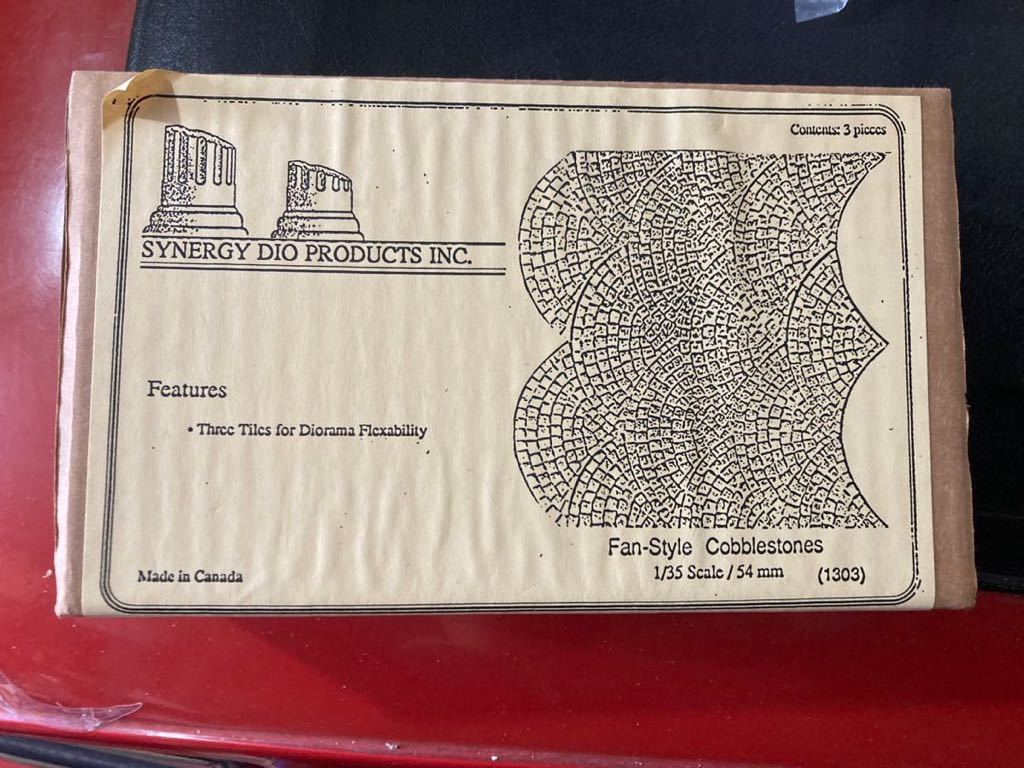 Contents: 3 pieces
SYNERGY DIO PRODUCTS INC.
Features
• Three Tiles for Diorama Flexability
Fan-Style Cobblestones
1/35 Scale / 54 mm (1303)
Made in Canada